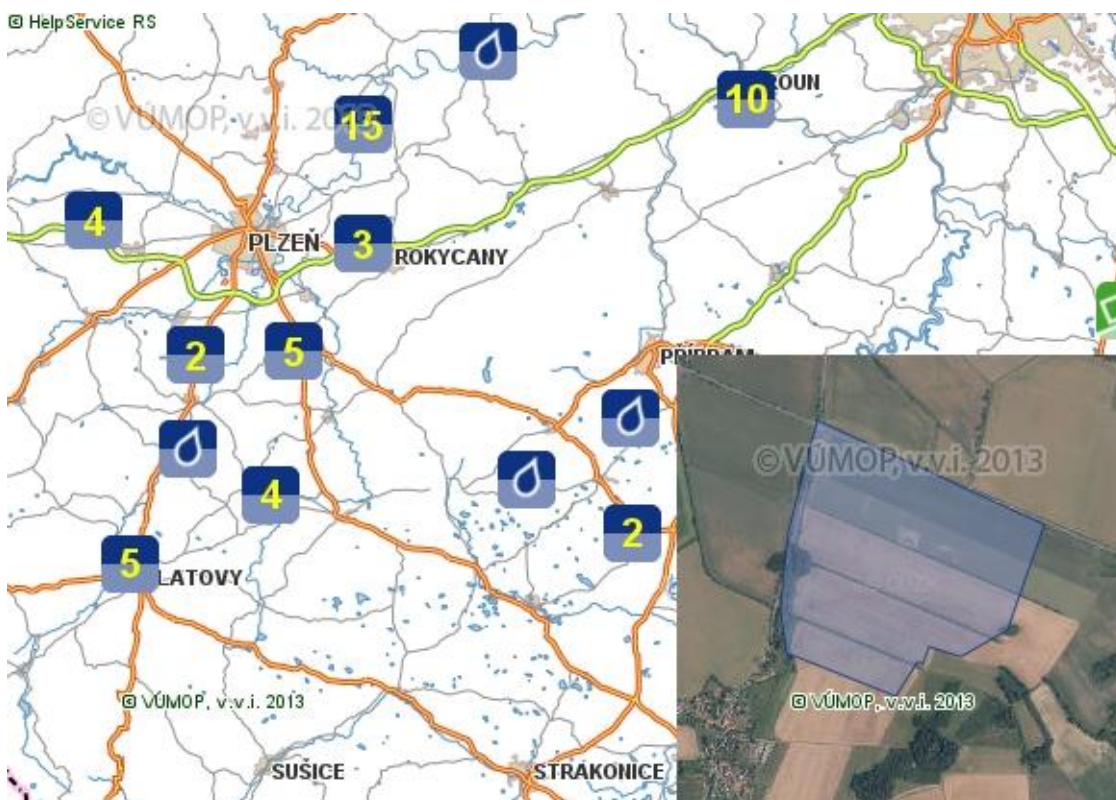 © HelpService RS
ROUN
10
© VÚMOP, v.v.i. 2013
15
4
PLZEŇ
3
ROKYCANY
2
5
PŘÍBRAM
© VÚMOP, v.v.i. 2013
4
2
5
LATOVY
© VÚMOP, v.v.i. 2013
© VÚMOP, v.v.i. 2013
SUŠICE
STRAKONICE